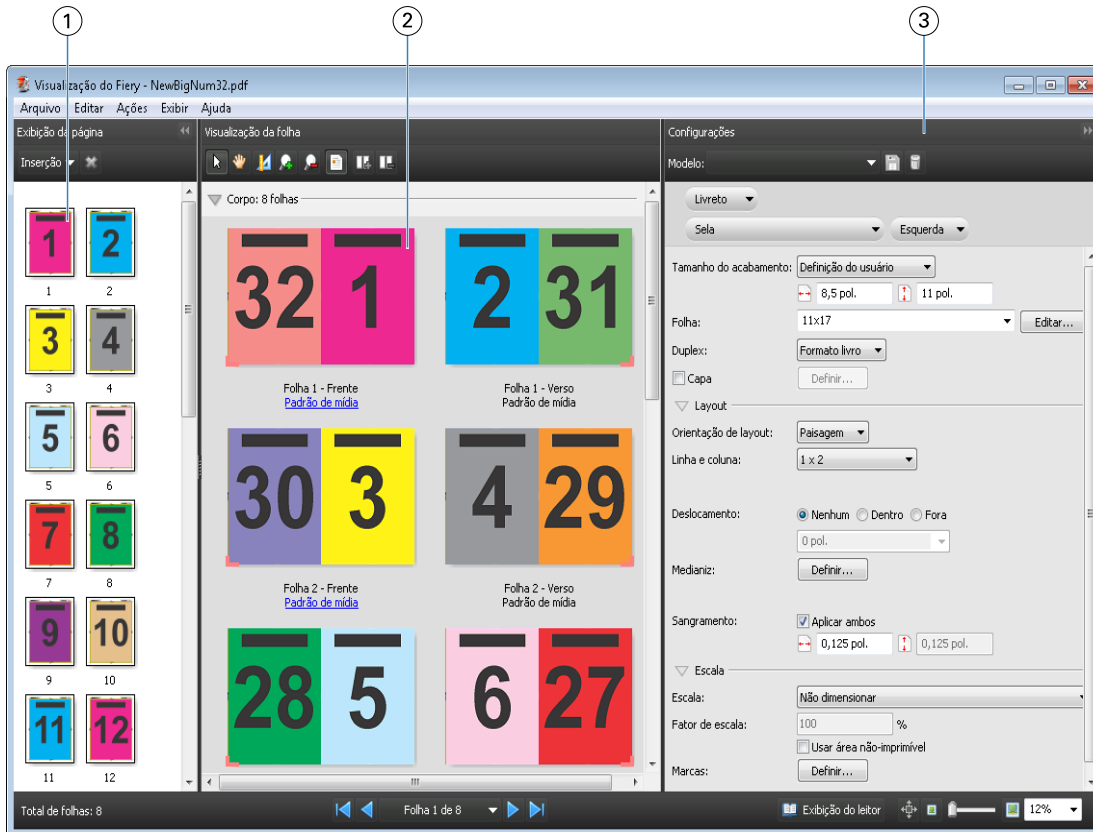 1 2 3
Visualização do Fiery - NewBigNum32.pdf
Arquivo Editar Ações Exibir Ajuda
Exibição da página
Visualização da folha
Configurações
Inserção
Modelo:
Corpo: 8 folhas
Livreto
Sela Esquerda
1 2
1 2
3 4
3 4
5 6
5 6
7 8
7 8
9 10
9 10
11 12
11 12
32 1 2 31
Folha 1 - Frente Folha 1 - Verso
Padrão de mídia Padrão de mídia
30 3 4 29
Folha 2 - Frente Folha 2 - Verso
Padrão de mídia Padrão de mídia
28 5 6 27
Tamanho do acabamento: Definição do usuário
8,5 pol. 11 pol.
Folha: 11x17 Editar...
Duplex: Formato livro
Capa Definir...
Layout
Orientação de layout: Paisagem
Linha e coluna: 1 x 2
Deslocamento: Nenhum Dentro Fora
0 pol.
Medianiz: Definir...
Sangramento: Aplicar ambos
0,125 pol. 0,125 pol.
Escala
Escala: Não dimensionar
Fator de escala: 100 %
Usar área não-imprimível
Marcas: Definir...
Total de folhas: 8
Folha 1 de 8
Exibição do leitor
12%